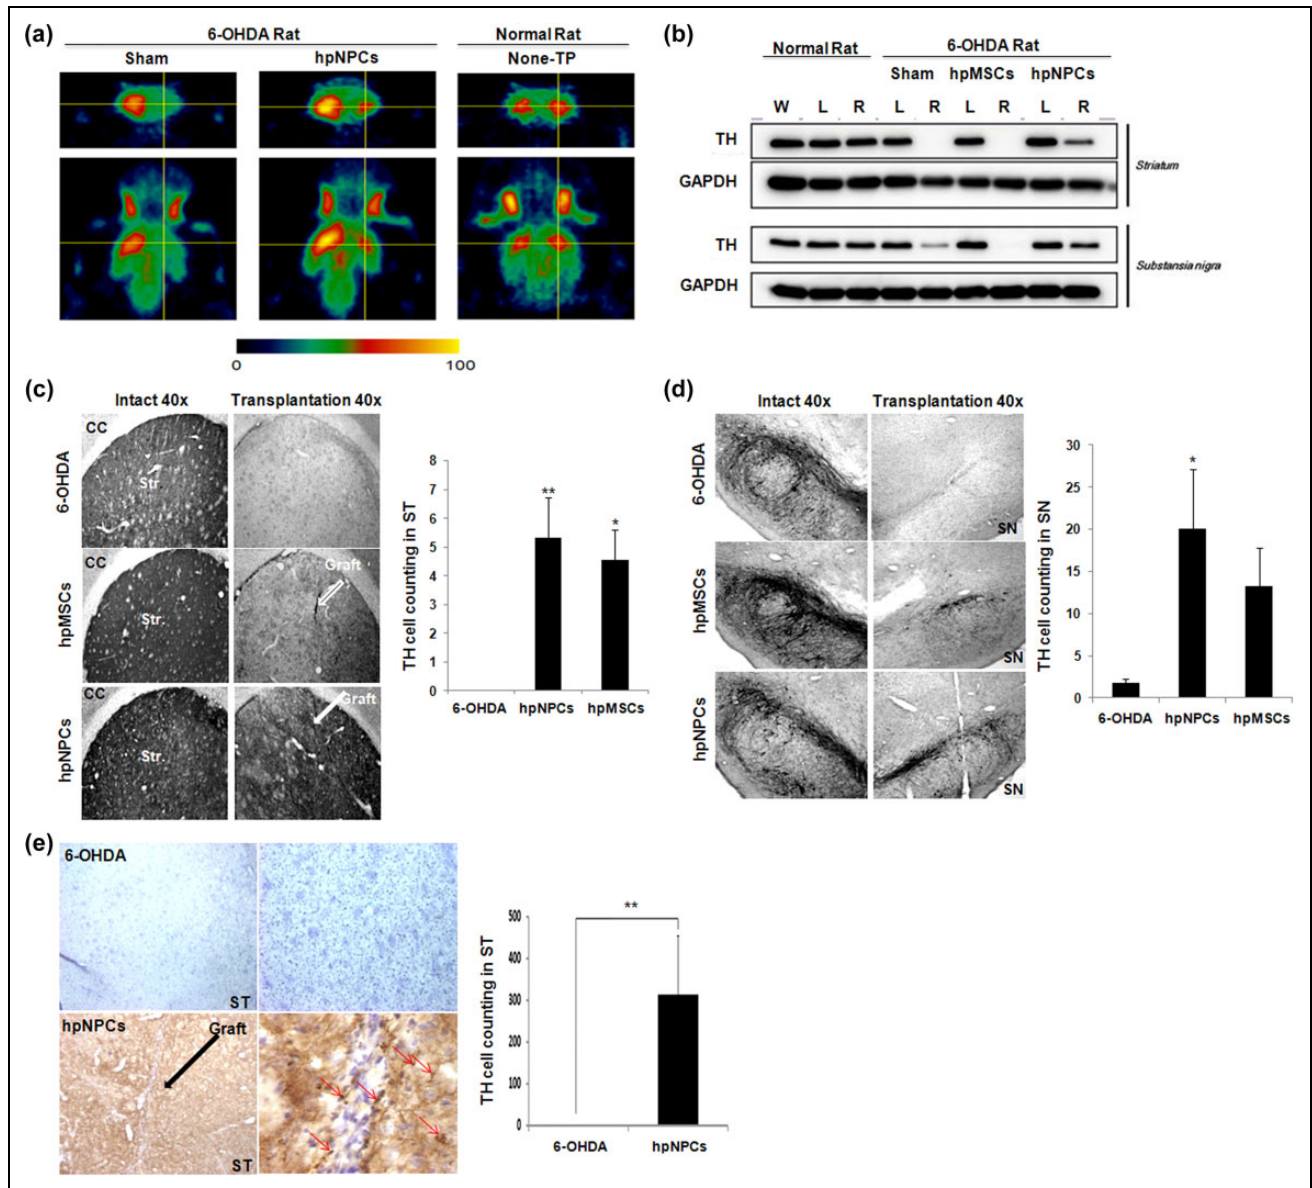 (a)
6-OHDA Rat Normal Rat
Sham hpNPCs None-TP
0 100
(b)
Normal Rat 6-OHDA Rat
Sham hpMSCs hpNPCs
W L R L R L R L R
TH
GAPDH
Striatum
TH
GAPDH
Substansia nigra
(c)
Intact 40x Transplantation 40x
6-OHDA
CC
Str.
hpMSCs
CC
Str.
Graft
hpNPCs
CC
Str.
Graft
TH cell counting in ST
8
7
6
5
4
3
2
1
0
**
*
6-OHDA hpNPCs hpMSCs
(d)
Intact 40x Transplantation 40x
6-OHDA
SN
hpMSCs
SN
hpNPCs
SN
TH cell counting in SN
30
25
20
15
10
5
0
*
6-OHDA hpNPCs hpMSCs
(e)
6-OHDA
ST
hpNPCs
Graft
ST
TH cell counting in ST
500
400
300
200
100
0
**
6-OHDA hpNPCs